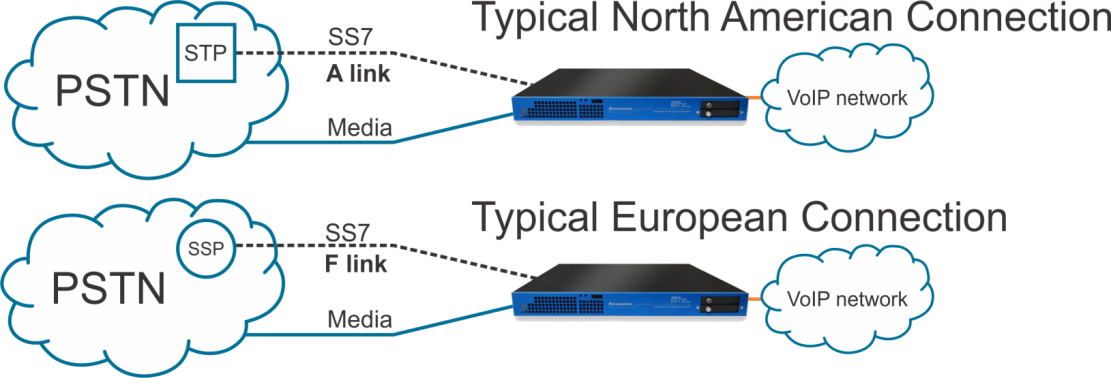 Typical North American Connection
STP
SS7
A link
PSTN
Media
VoIP network
Typical European Connection
SSP
SS7
F link
PSTN
Media
VoIP network